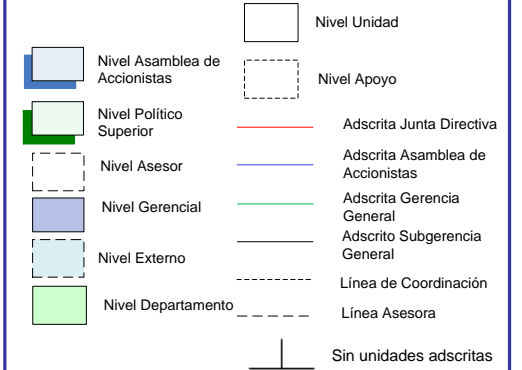 Nivel Asamblea de
Accionistas
Nivel Político
Superior
Nivel Asesor
Nivel Gerencial
Nivel Externo
Nivel Departamento
Nivel Unidad
Nivel Apoyo
Adscrita Junta Directiva
Adscrita Asamblea de
Accionistas
Adscrita Gerencia
General
Adscrito Subgerencia
General
Línea de Coordinación
Línea Asesora
Sin unidades adscritas